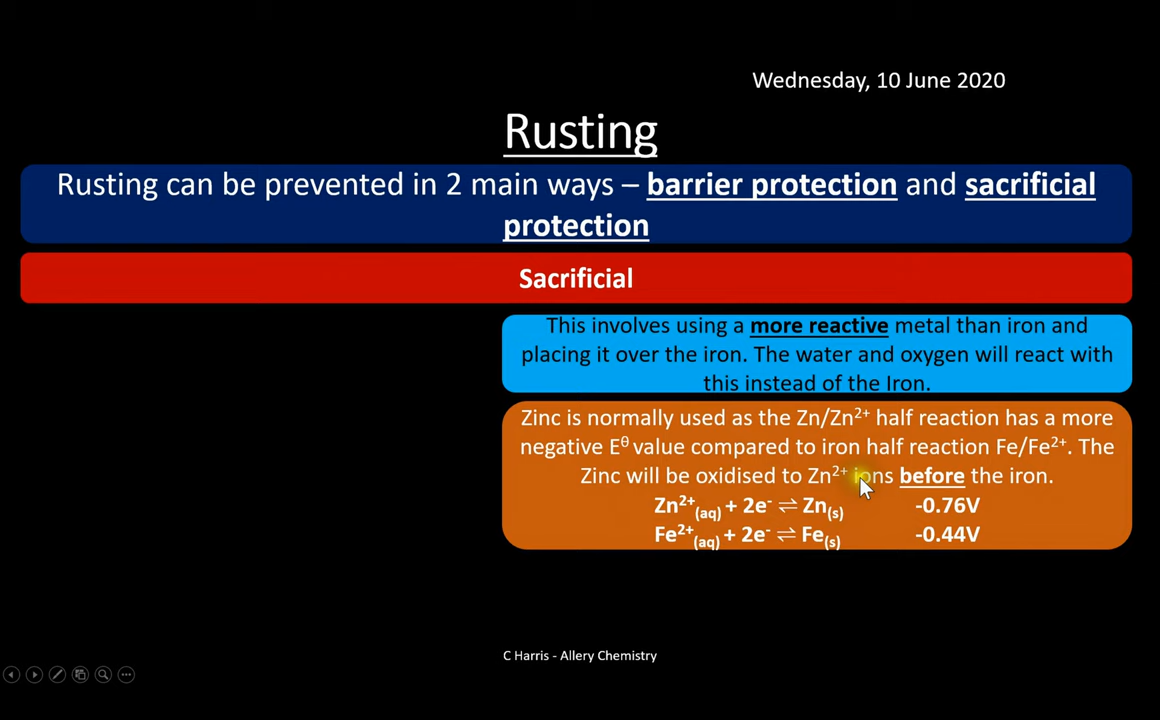 Wednesday, 10 June 2020
Rusting
Rusting can be prevented in 2 main ways – barrier protection and sacrificial
protection
Sacrificial
This involves using a more reactive metal than iron and
placing it over the iron. The water and oxygen will react with
this instead of the Iron.
Zinc is normally used as the Zn/Zn²⁺ half reaction has a more
negative Eᶿ value compared to iron half reaction Fe/Fe²⁺. The
Zinc will be oxidised to Zn²⁺ ions before the iron.
Zn²⁺(aq) + 2e⁻ ⇌ Zn(s) -0.76V
Fe²⁺(aq) + 2e⁻ ⇌ Fe(s) -0.44V
C Harris - Allery Chemistry